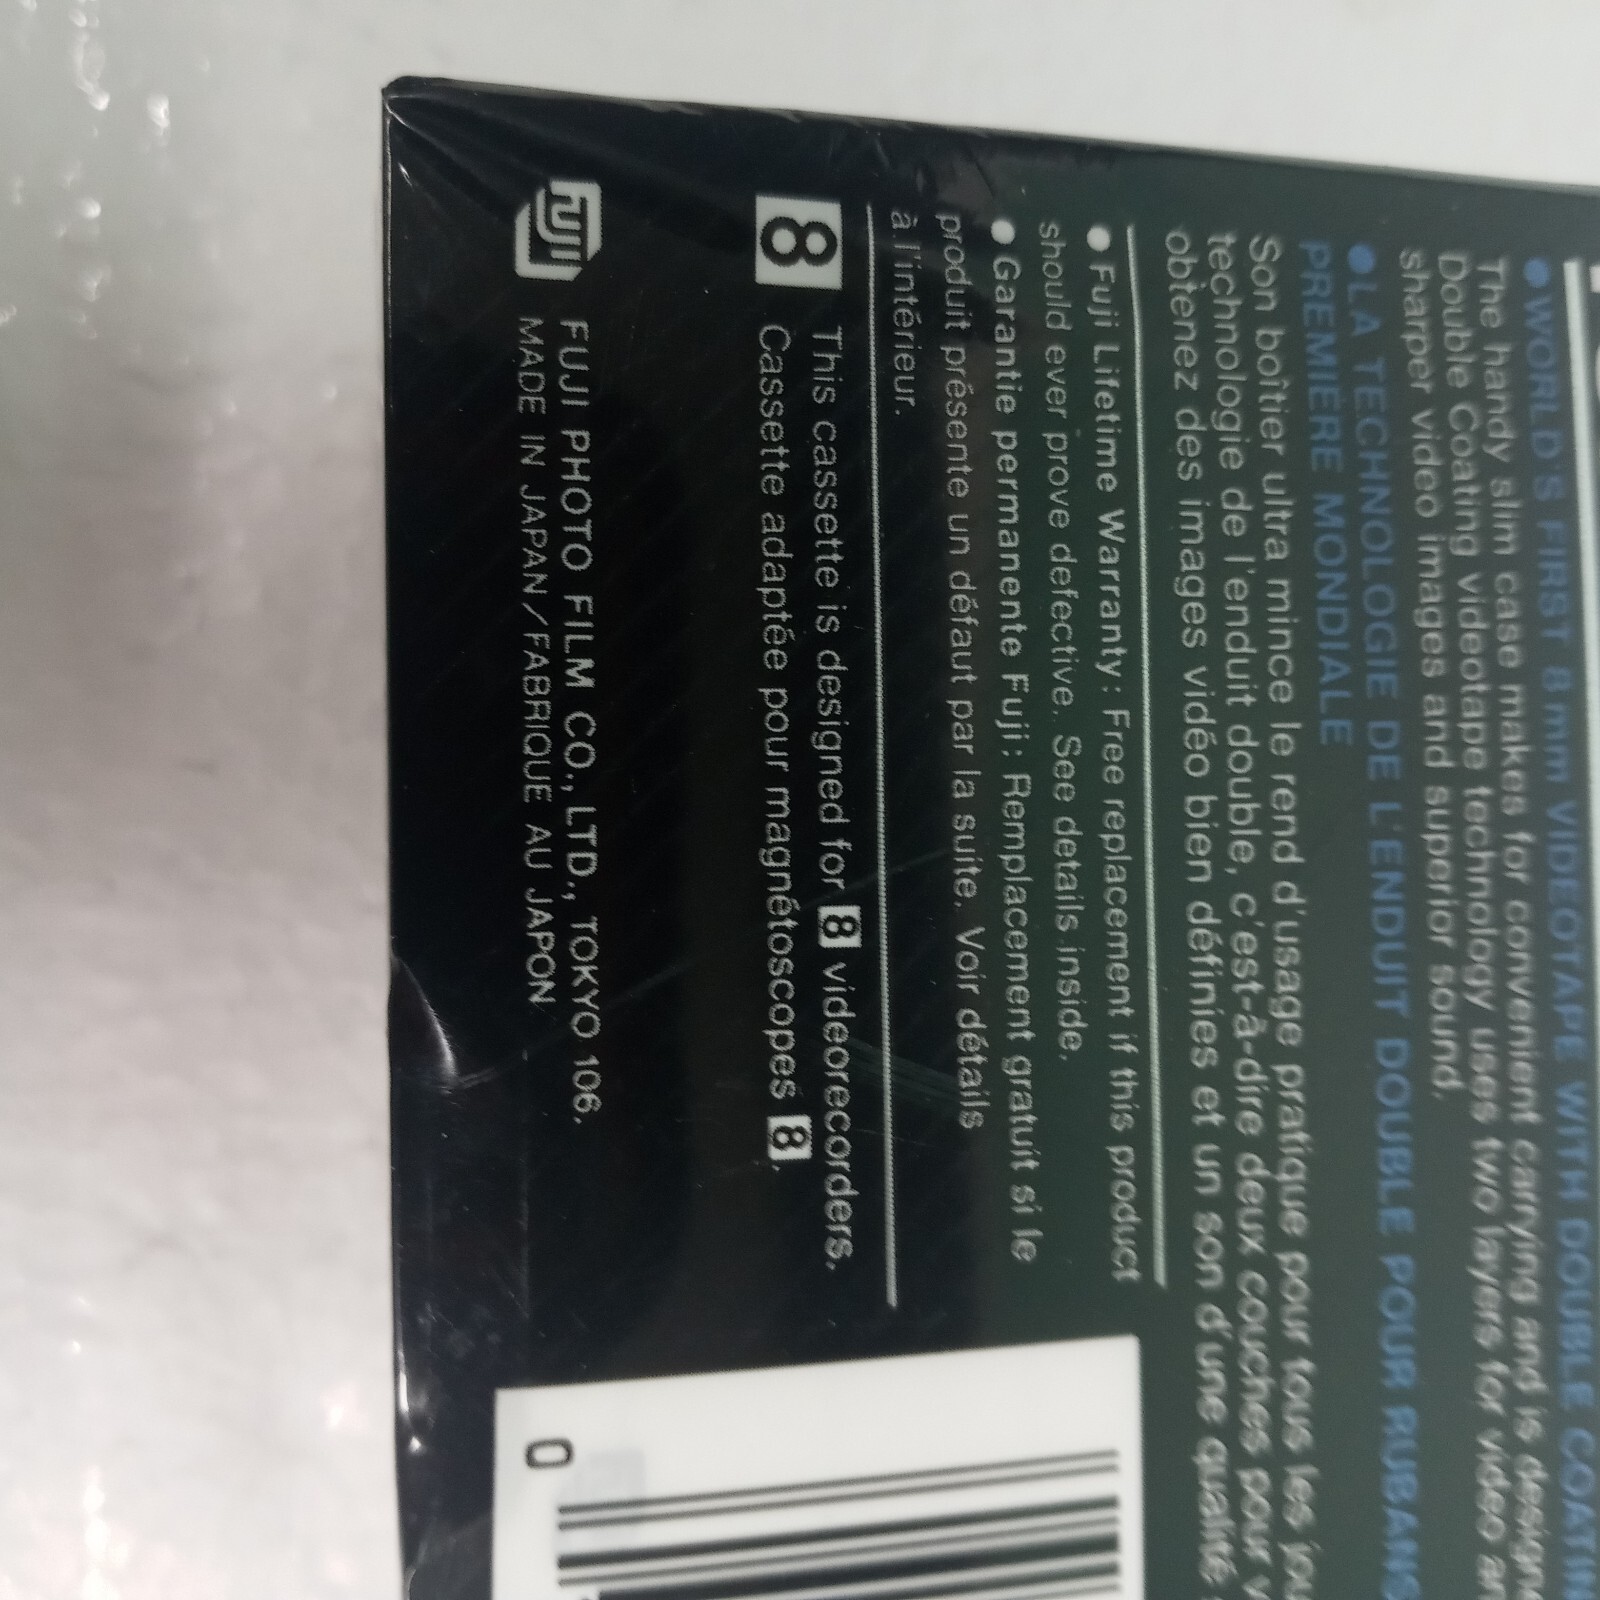 ●WORLD'S FIRST 8mm VIDEOTAPE WITH DOUBLE
The handy slim case makes for convenient carrying and is
Double Coating videotape technology uses two layers for video
sharper video images and superior sound.
●LA TECHNOLOGIE DE L'ENDUIT DOUBLE POUR RUBANS
PREMIERE MONDIALE
Son boîtier ultra mince le rend d'usage pratique pour tous les
technologie de l'enduit double, c'est-à-dire deux couches pour
obtenez des images vidéo bien définies et un son d'une qualité
●Fuji Lifetime Warranty: Free replacement if this product
should ever prove defective. See details inside.
●Garantie permanente Fuji: Remplacement gratuit si le
produit présente un défaut par la suite. Voir détails
à l'intérieur.
8 This cassette is designed for 8 videorecorders.
Cassette adaptée pour magnétoscopes 8.
FUJI FUJI PHOTO FILM CO., LTD., TOKYO 106.
MADE IN JAPAN/FABRIQUE AU JAPON
0